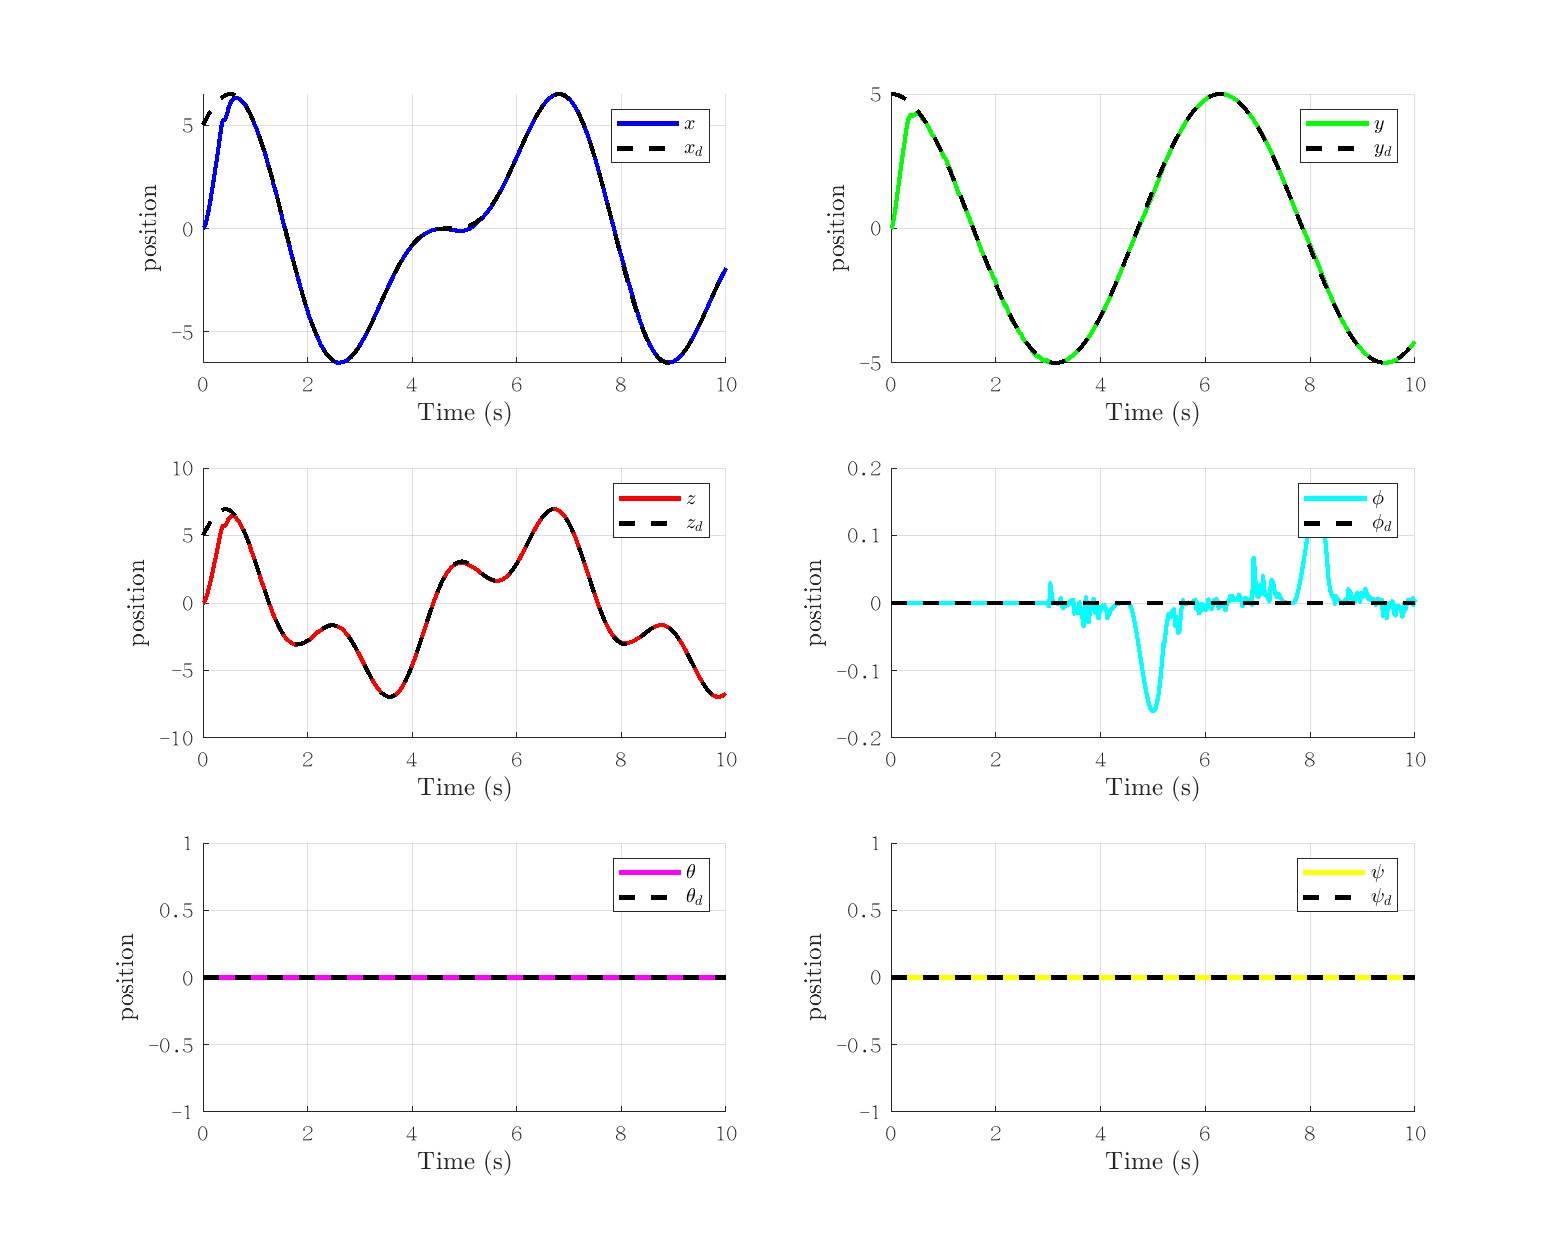 5
0
−5
position
0 2 4 6 8 10
Time (s)
x
x_d
5
0
−5
position
0 2 4 6 8 10
Time (s)
y
y_d
10
5
0
−5
−10
position
0 2 4 6 8 10
Time (s)
z
z_d
0.2
0.1
0
−0.1
−0.2
position
0 2 4 6 8 10
Time (s)
ϕ
ϕ_d
1
0.5
0
−0.5
−1
position
0 2 4 6 8 10
Time (s)
θ
θ_d
1
0.5
0
−0.5
−1
position
0 2 4 6 8 10
Time (s)
ψ
ψ_d